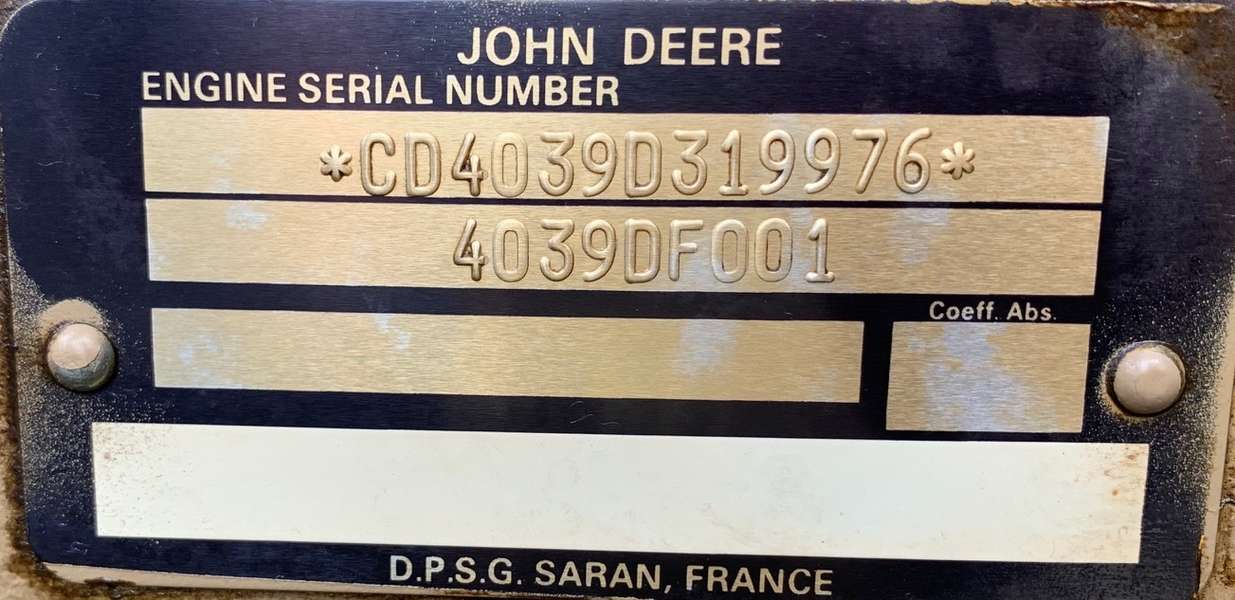 JOHN DEERE
ENGINE SERIAL NUMBER
*CD4039D319976*
4039DF001
Coeff. Abs.
D.P.S.G. SARAN, FRANCE